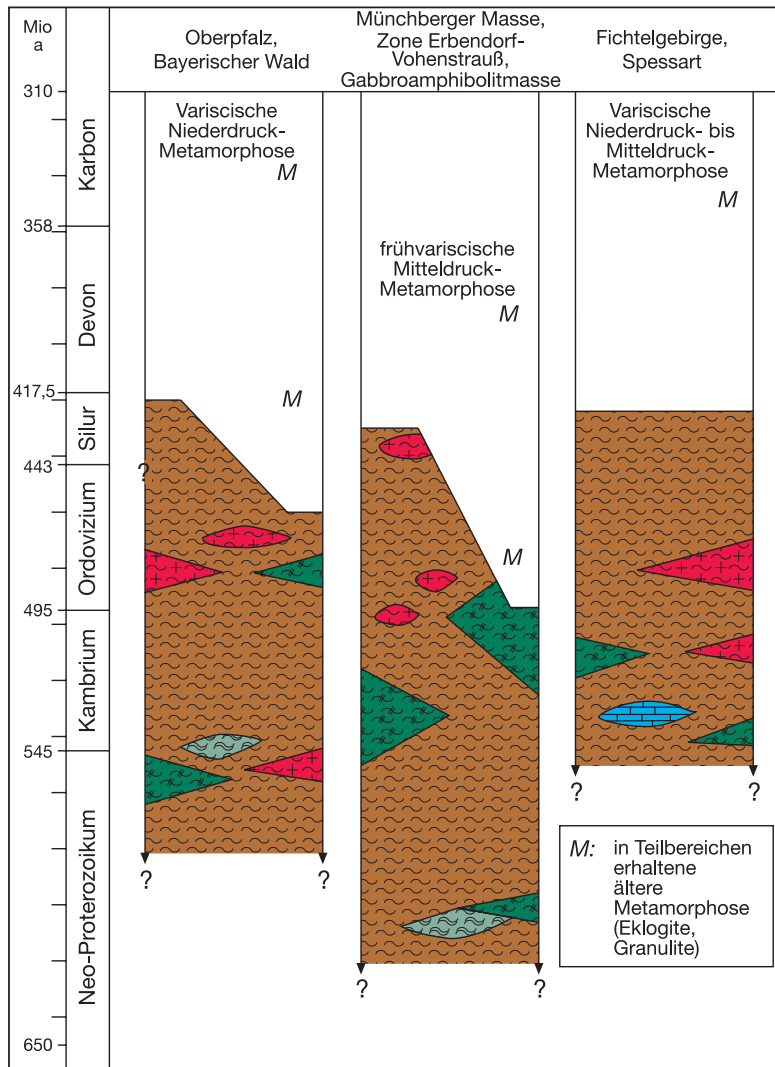 Mio
a
Oberpfalz,
Bayerischer Wald
Münchberger Masse,
Zone Erbendorf-
Vohenstrauß,
Gabbroamphibolitmasse
Fichtelgebirge,
Spessart
310
358
417,5
443
495
545
650
Karbon
Devon
Silur
Ordovizium
Kambrium
Neo-Proterozoikum
Variscische
Niederdruck-
Metamorphose
M
M
?
?
?
frühvariscische
Mitteldruck-
Metamorphose
M
M
?
?
Variscische
Niederdruck- bis
Mitteldruck-
Metamorphose
M
?
?
M: in Teilbereichen
erhaltene
ältere
Metamorphose
(Eklogite,
Granulite)